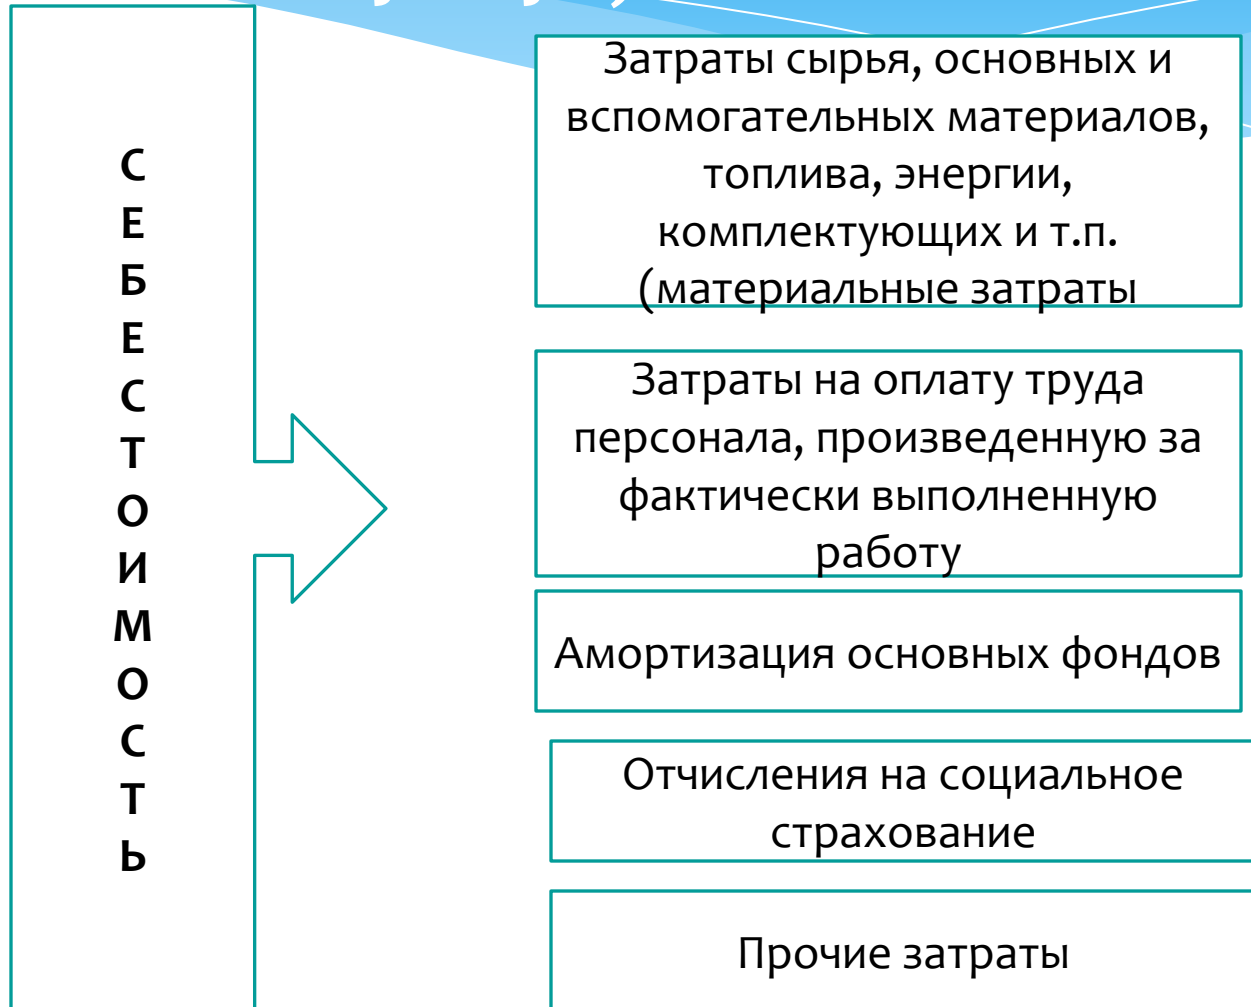 СЕБЕСТОИМОСТЬ
Затраты сырья, основных и
вспомогательных материалов,
топлива, энергии,
комплектующих и т.п.
(материальные затраты
Затраты на оплату труда
персонала, произведенную за
фактически выполненную
работу
Амортизация основных фондов
Отчисления на социальное
страхование
Прочие затраты